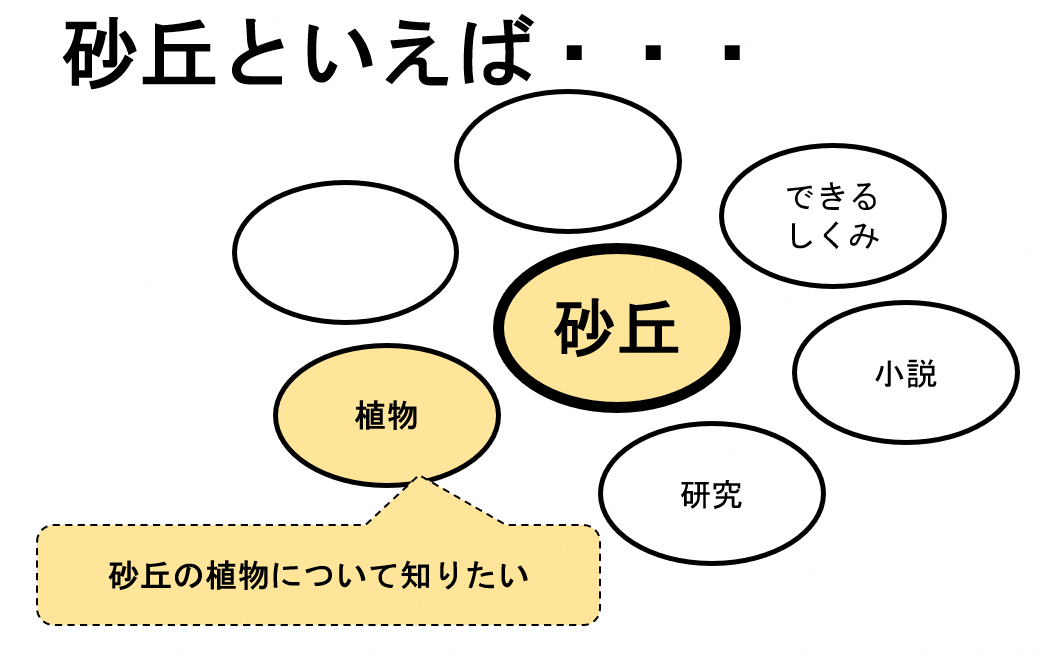 砂丘といえば・・・
できる
しくみ
砂丘
小説
植物
研究
砂丘の植物について知りたい